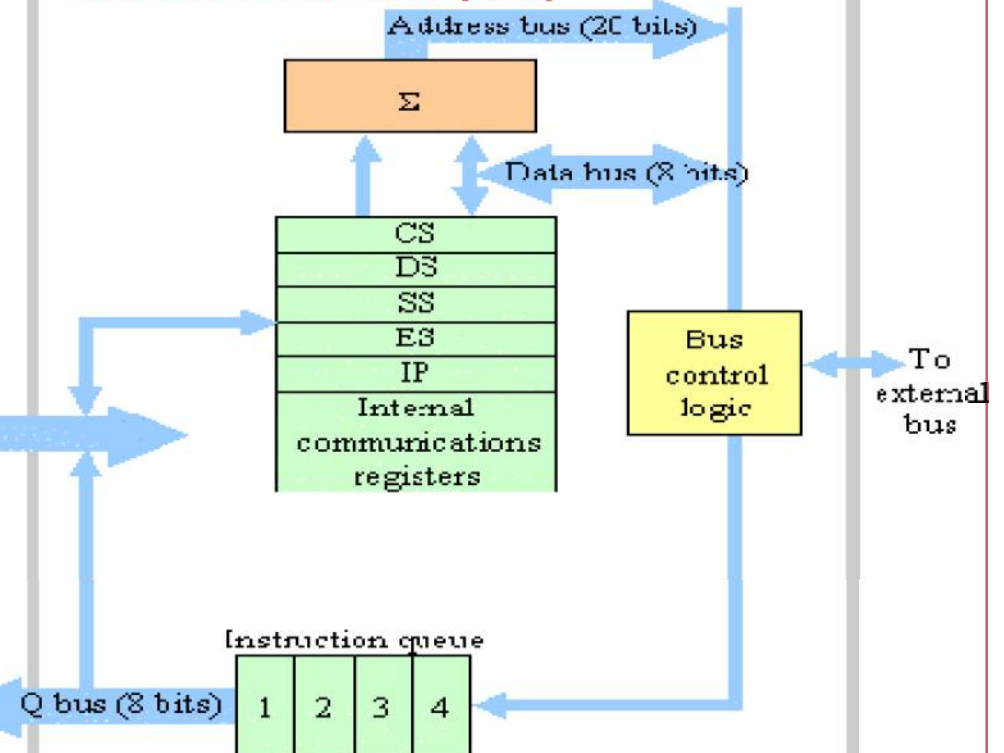 Address bus (20 bits)
Σ
Data bus (8 bits)
CS
DS
SS
ES
IP
Internal
communications
registers
Bus
control
logic
To
external
bus
Instruction queue
Q bus (8 bits)
1
2
3
4